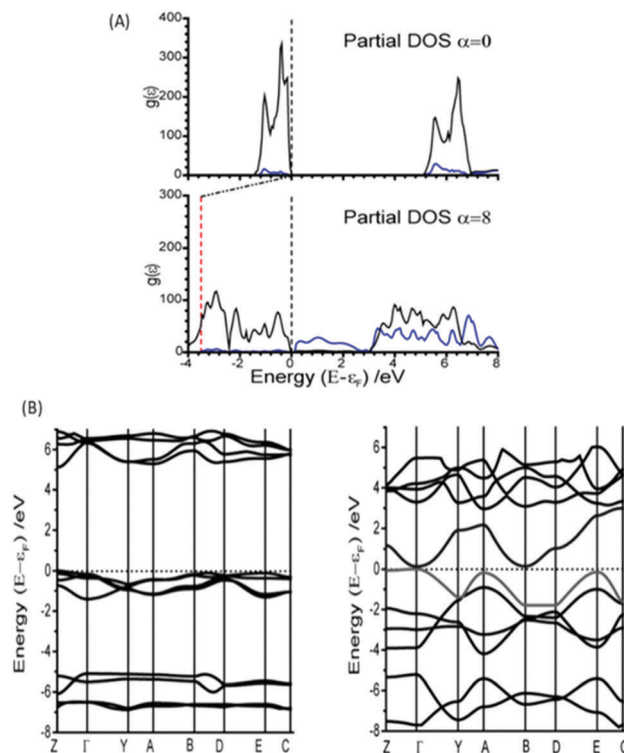 (A)
400
300
200
100
0
g(ε)
Partial DOS α=0
300
200
100
0
g(ε)
Partial DOS α=8
-4 -2 0 2 4 6 8
Energy (E-εF) /eV
(B)
6
4
2
0
-2
-4
-6
-8
Energy (E-εF) /eV
Z Γ Y A B D E C
6
4
2
0
-2
-4
-6
-8
Energy (E-εF) /eV
Z Γ Y A B D E C